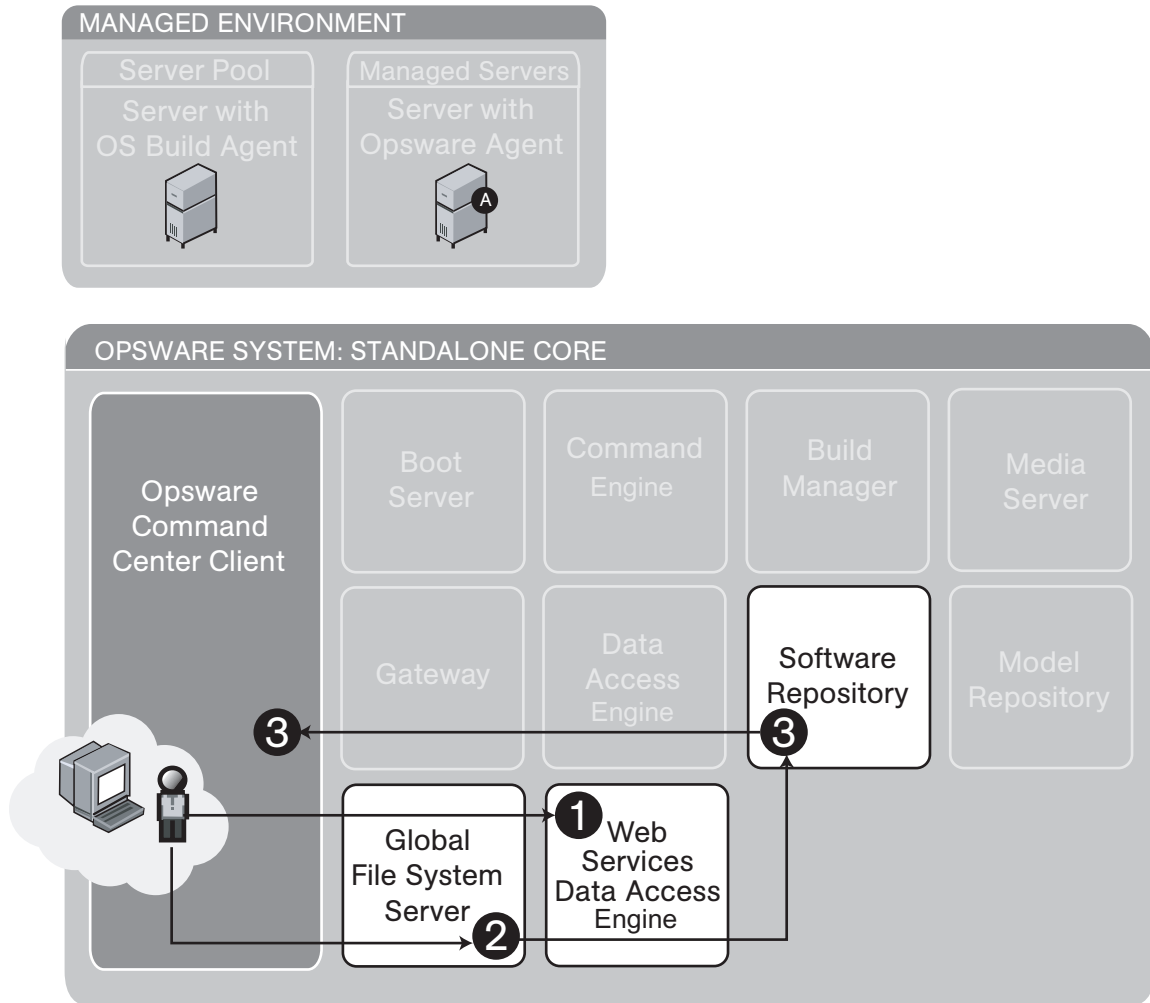 MANAGED ENVIRONMENT
Server Pool
Server with
OS Build Agent
Managed Servers
Server with
Opsware Agent
A
OPSWARE SYSTEM: STANDALONE CORE
Opsware
Command
Center Client
Boot
Server
Command
Engine
Build
Manager
Media
Server
Gateway
Data
Access
Engine
Software
Repository
Model
Repository
3
3
Global
File System
Server
2
1
Web
Services
Data Access
Engine